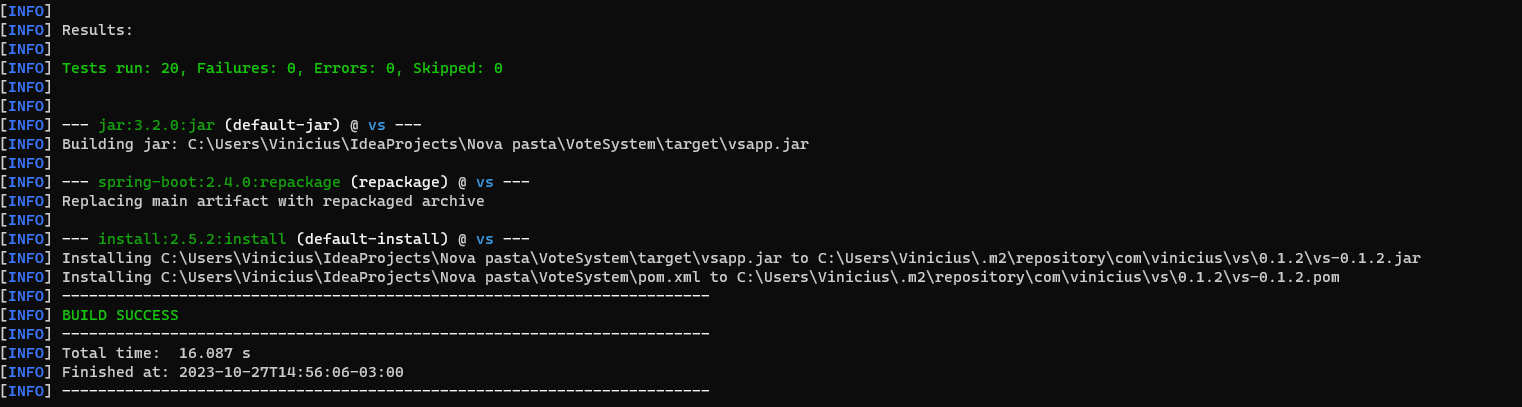 [INFO]
[INFO] Results:
[INFO]
[INFO] Tests run: 20, Failures: 0, Errors: 0, Skipped: 0
[INFO]
[INFO]
[INFO] --- jar:3.2.0:jar (default-jar) @ vs ---
[INFO] Building jar: C:\Users\Vinicius\IdeaProjects\Nova pasta\VoteSystem\target\vsapp.jar
[INFO]
[INFO] --- spring-boot:2.4.0:repackage (repackage) @ vs ---
[INFO] Replacing main artifact with repackaged archive
[INFO]
[INFO] --- install:2.5.2:install (default-install) @ vs ---
[INFO] Installing C:\Users\Vinicius\IdeaProjects\Nova pasta\VoteSystem\target\vsapp.jar to C:\Users\Vinicius\.m2\repository\com\vinicius\vs\0.1.2\vs-0.1.2.jar
[INFO] Installing C:\Users\Vinicius\IdeaProjects\Nova pasta\VoteSystem\pom.xml to C:\Users\Vinicius\.m2\repository\com\vinicius\vs\0.1.2\vs-0.1.2.pom
[INFO] ------------------------------------------------------------------------
[INFO] BUILD SUCCESS
[INFO] ------------------------------------------------------------------------
[INFO] Total time:  16.087 s
[INFO] Finished at: 2023-10-27T14:56:06-03:00
[INFO] ------------------------------------------------------------------------